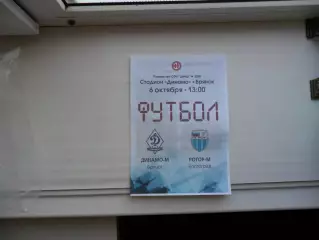 Стадион «Динамо» г.Брянск
6 октября - 13:00
ФУТБОЛ
ДИНАМО-М
РОТОР-М